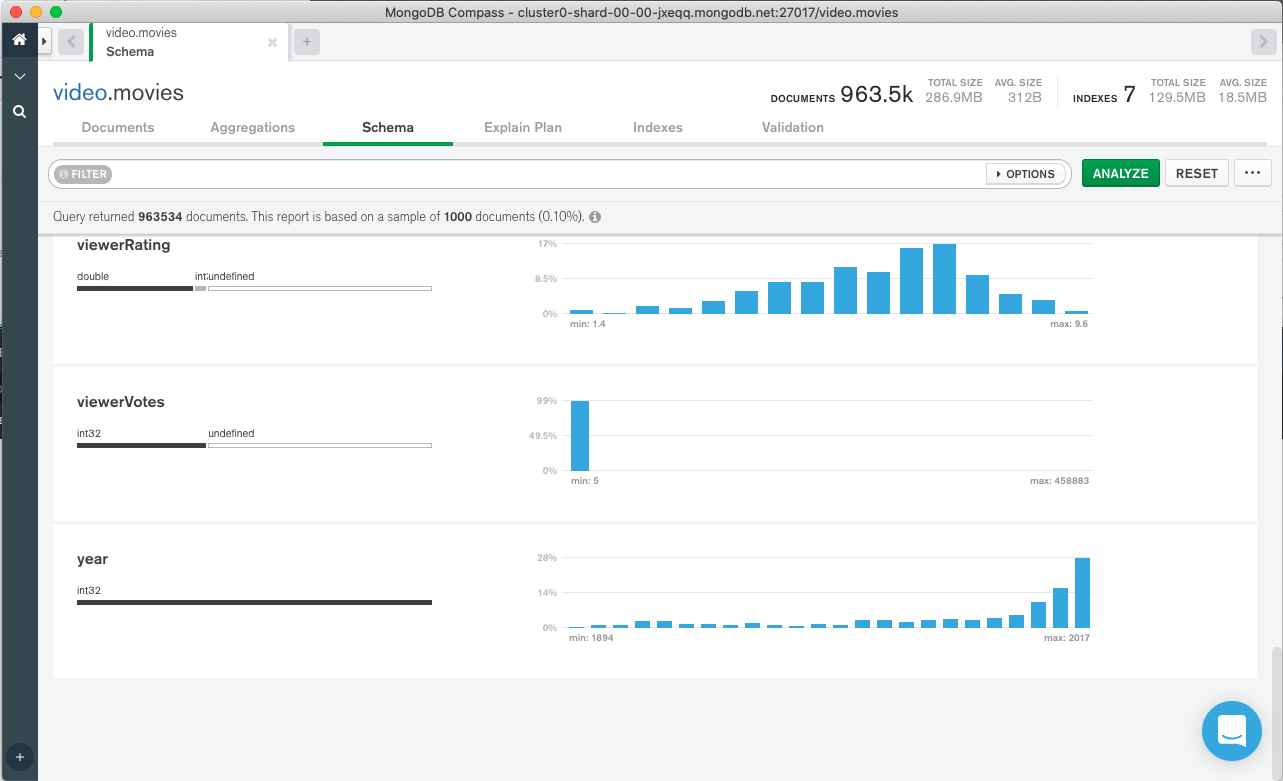 MongoDB Compass - cluster0-shard-00-00-jxeqq.mongodb.net:27017/video.movies
video.movies
Schema
video.movies
DOCUMENTS 963.5k TOTAL SIZE 286.9MB AVG. SIZE 312B INDEXES 7 TOTAL SIZE 129.5MB AVG. SIZE 18.5MB
Documents Aggregations Schema Explain Plan Indexes Validation
FILTER OPTIONS ANALYZE RESET ...
Query returned 963534 documents. This report is based on a sample of 1000 documents (0.10%).
viewerRating
double int undefined
17%
8.5%
0%
min: 1.4 max: 9.6
viewerVotes
int32 undefined
99%
49.5%
0%
min: 5 max: 458883
year
int32
28%
14%
0%
min: 1894 max: 2017